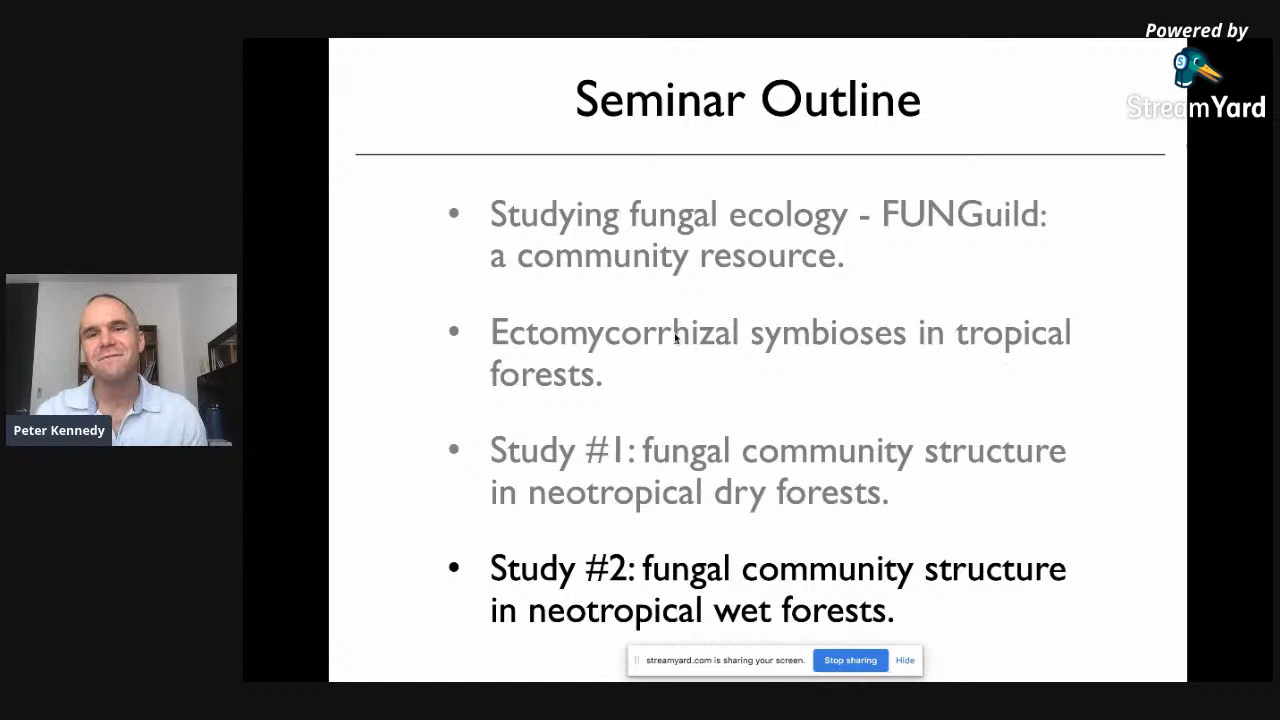 Powered by
StreamYard
Seminar Outline
• Studying fungal ecology - FUNGuild:
a community resource.
• Ectomycorrhizal symbioses in tropical
forests.
• Study #1: fungal community structure
in neotropical dry forests.
• Study #2: fungal community structure
in neotropical wet forests.
Peter Kennedy
streamyard.com is sharing your screen. Stop sharing Hide